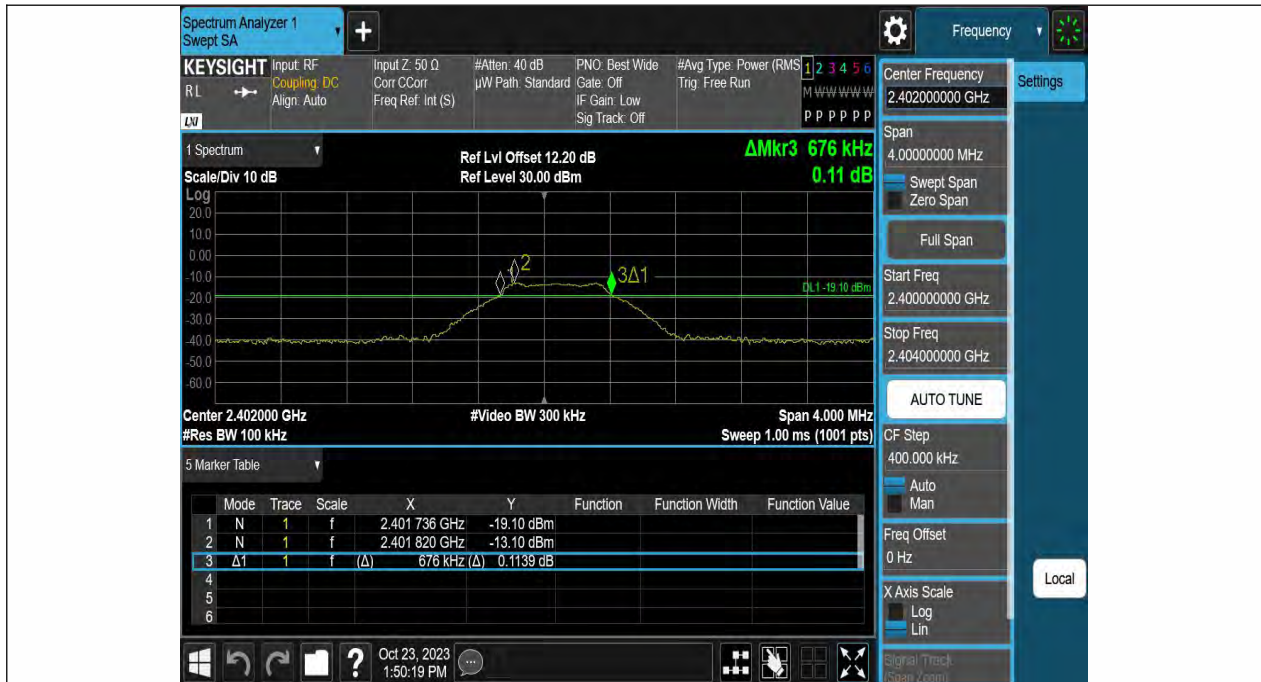 Spectrum Analyzer 1
Swept SA
+
Frequency
KEYSIGHT
RL
LXI
Input: RF
Coupling: DC
Align: Auto
Input Z: 50 Ω
Corr CCorr
Freq Ref: Int (S)
#Atten: 40 dB
µW Path: Standard
PNO: Best Wide
Gate: Off
IF Gain: Low
Sig Track: Off
#Avg Type: Power (RMS
Trig: Free Run
1 2 3 4 5 6
M W W W W W
P P P P P P
1 Spectrum
Scale/Div 10 dB
Ref Lvl Offset 12.20 dB
Ref Level 30.00 dBm
ΔMkr3 676 kHz
0.11 dB
Log
20.0
10.0
0.00
-10.0
-20.0
-30.0
-40.0
-50.0
-60.0
2
3Δ1
DL1 -19.10 dBm
Center 2.402000 GHz
#Video BW 300 kHz
Span 4.000 MHz
#Res BW 100 kHz
Sweep 1.00 ms (1001 pts)
5 Marker Table
Mode Trace Scale X Y Function Function Width Function Value
1 N 1 f 2.401 736 GHz -19.10 dBm
2 N 1 f 2.401 820 GHz -13.10 dBm
3 Δ1 1 f (Δ) 676 kHz (Δ) 0.1139 dB
4
5
6
?
Oct 23, 2023
1:50:19 PM
Center Frequency
2.402000000 GHz
Settings
Span
4.00000000 MHz
Swept Span
Zero Span
Full Span
Start Freq
2.400000000 GHz
Stop Freq
2.404000000 GHz
AUTO TUNE
CF Step
400.000 kHz
Auto
Man
Freq Offset
0 Hz
X Axis Scale
Log
Lin
Local
Signal Track
(Span Zoom)